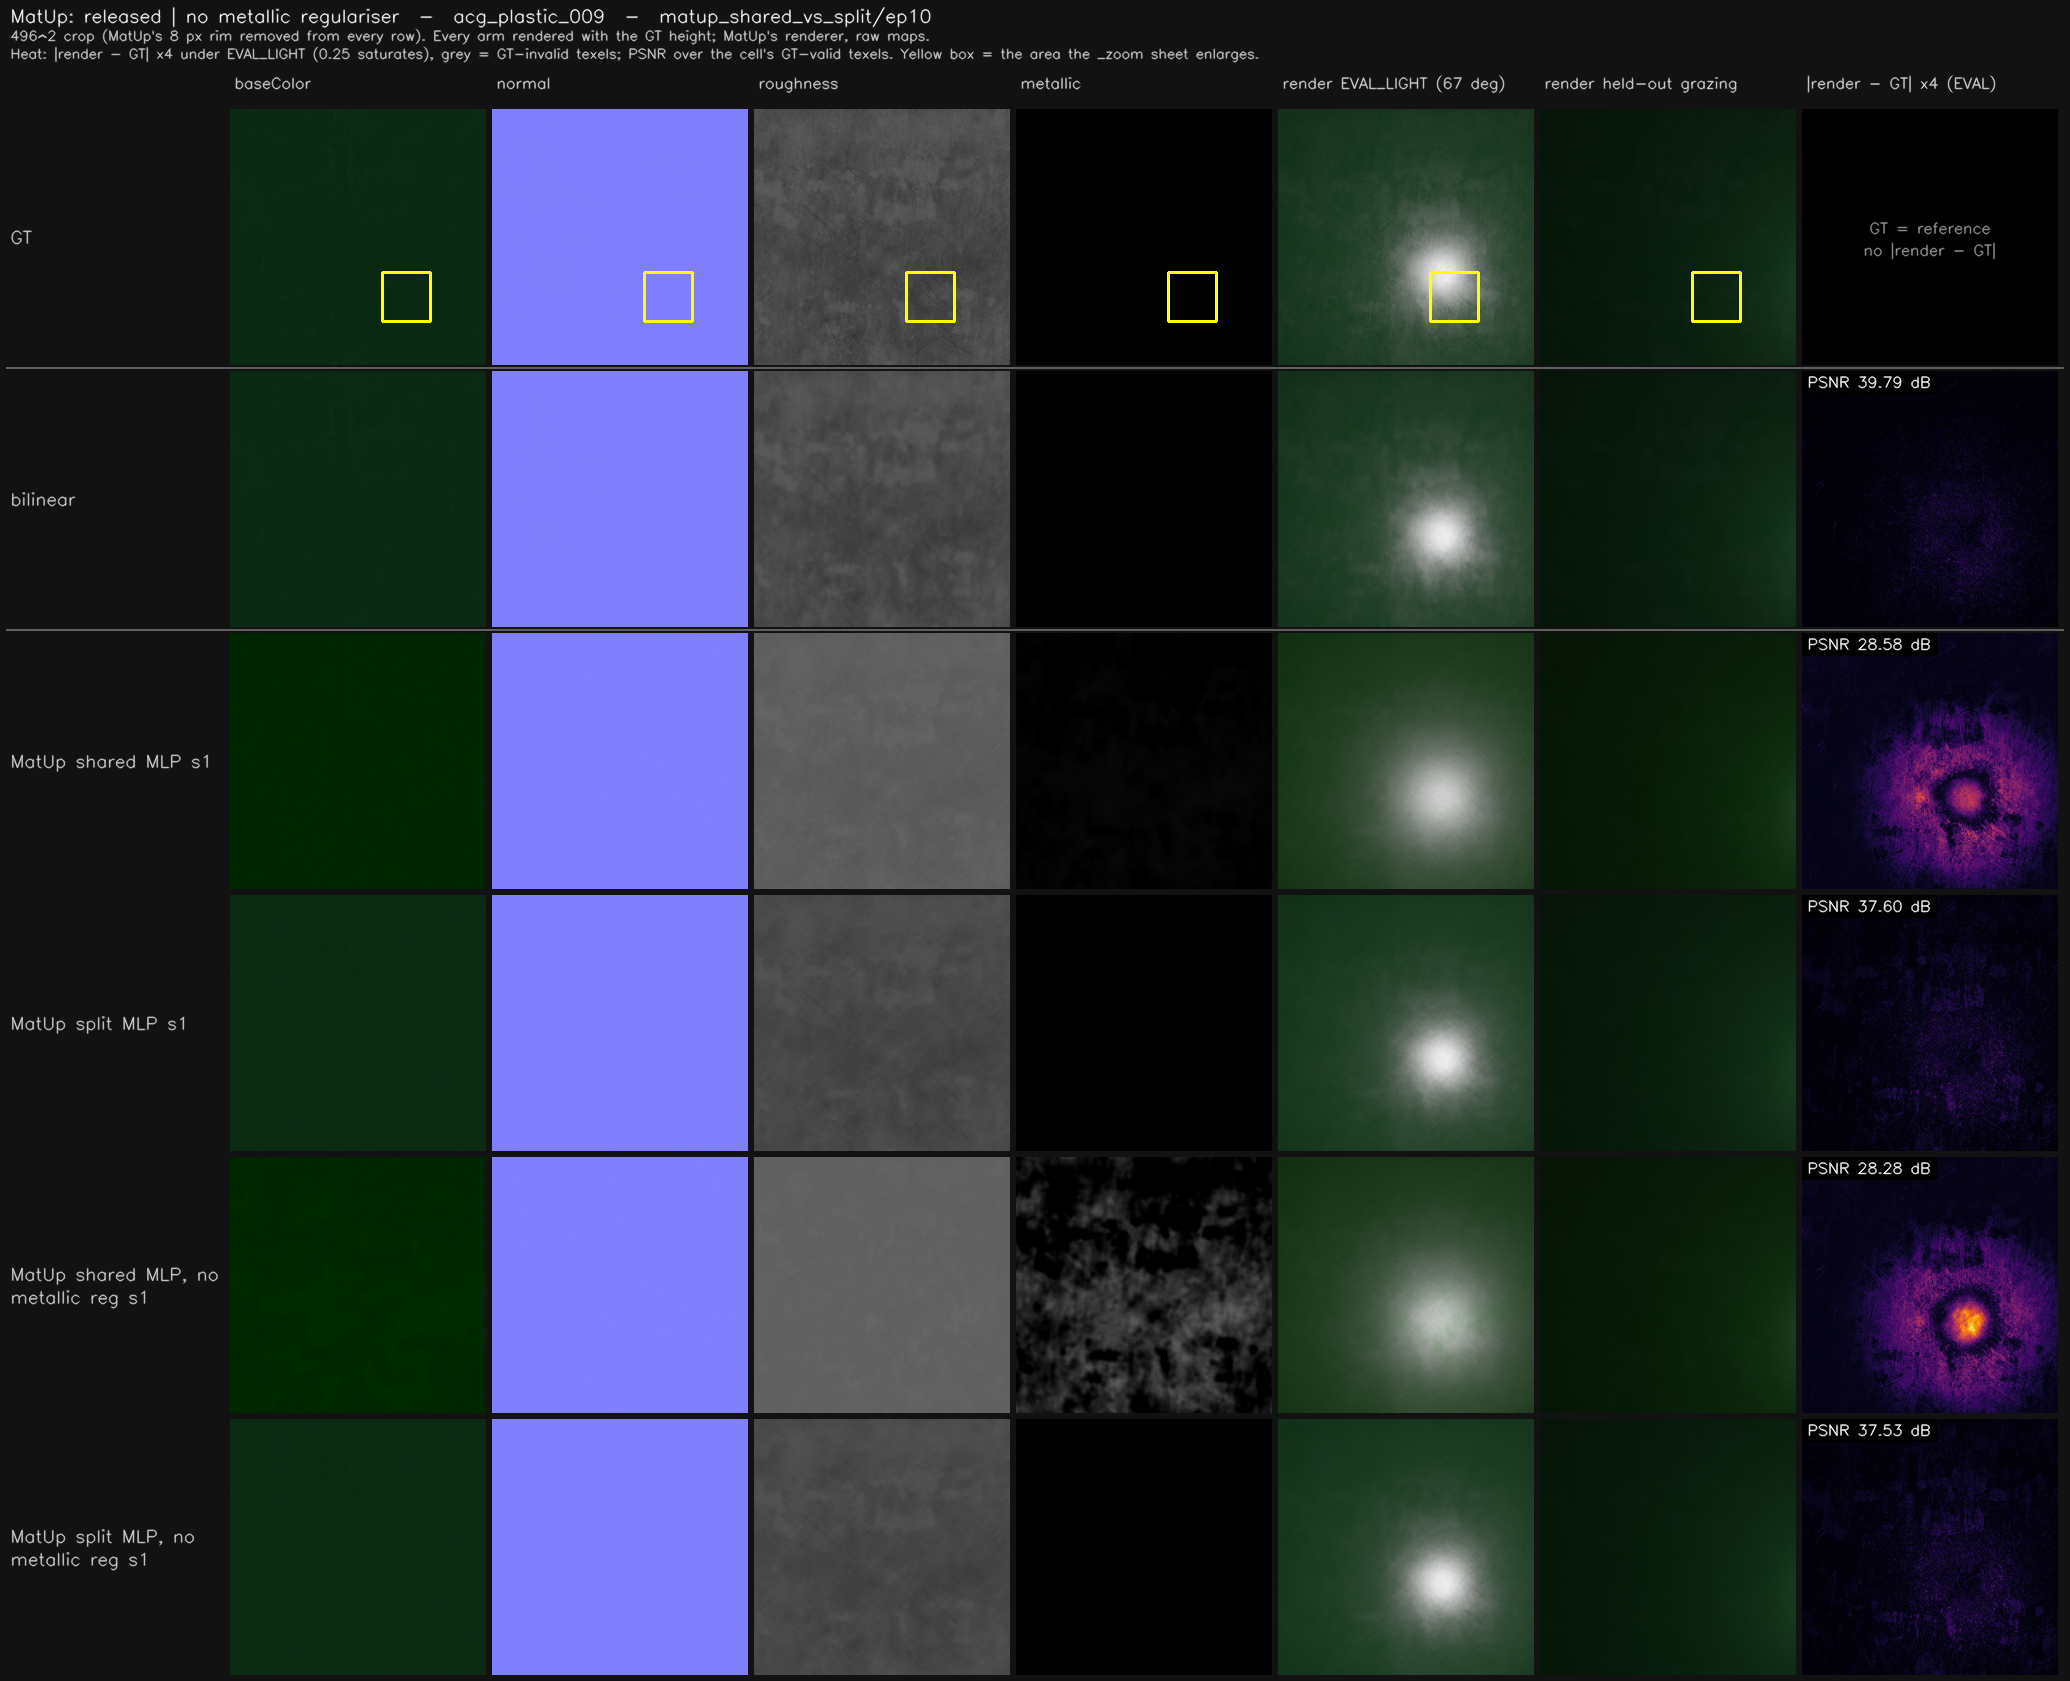 MatUp: released | no metallic regulariser — acg_plastic_009 — matup_shared_vs_split/ep10
496^2 crop (MatUp's 8 px rim removed from every row). Every arm rendered with the GT height; MatUp's renderer, raw maps.
Heat: |render - GT| x4 under EVAL_LIGHT (0.25 saturates), grey = GT-invalid texels; PSNR over the cell's GT-valid texels. Yellow box = the area the _zoom sheet enlarges.
baseColor normal roughness metallic render EVAL_LIGHT (67 deg) render held-out grazing |render - GT| x4 (EVAL)
GT
GT = reference
no |render - GT|
bilinear
PSNR 39.79 dB
MatUp shared MLP s1
PSNR 28.58 dB
MatUp split MLP s1
PSNR 37.60 dB
MatUp shared MLP, no
metallic reg s1
PSNR 28.28 dB
MatUp split MLP, no
metallic reg s1
PSNR 37.53 dB